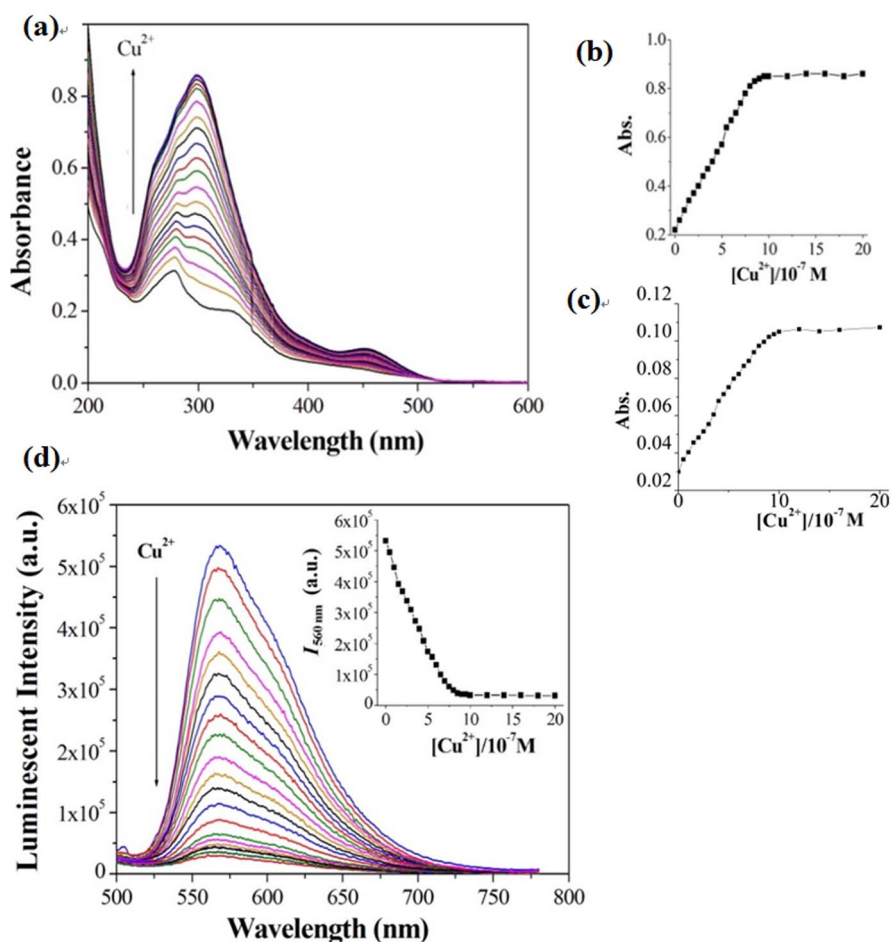 (a)
Cu²⁺
0.8
0.6
0.4
0.2
0.0
Absorbance
200 300 400 500 600
Wavelength (nm)
(b)
1.0
0.8
0.6
0.4
0.2
Abs.
0 5 10 15 20
[Cu²⁺]/10⁻⁷ M
(c)
0.12
0.10
0.08
0.06
0.04
0.02
Abs.
0 5 10 20
[Cu²⁺]/10⁻⁷ M
(d)
6x10⁵
5x10⁵
4x10⁵
3x10⁵
2x10⁵
1x10⁵
0
Luminescent Intensity (a.u.)
Cu²⁺
500 550 600 650 700 750 800
Wavelength (nm)
6x10⁵
5x10⁵
4x10⁵
3x10⁵
2x10⁵
1x10⁵
0
I560 nm (a.u.)
0 5 10 15 20
[Cu²⁺]/10⁻⁷M